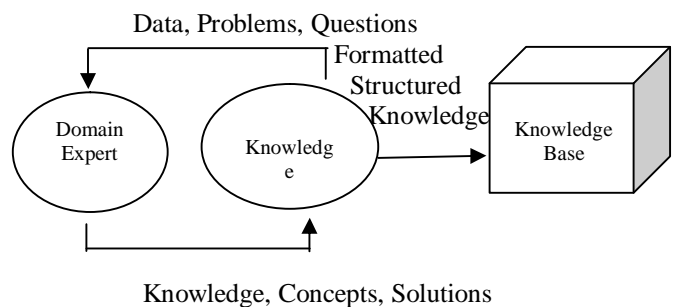 Data, Problems, Questions
Formatted
Structured
Knowledge
Domain
Expert
Knowledg
e
Knowledge
Base
Knowledge, Concepts, Solutions